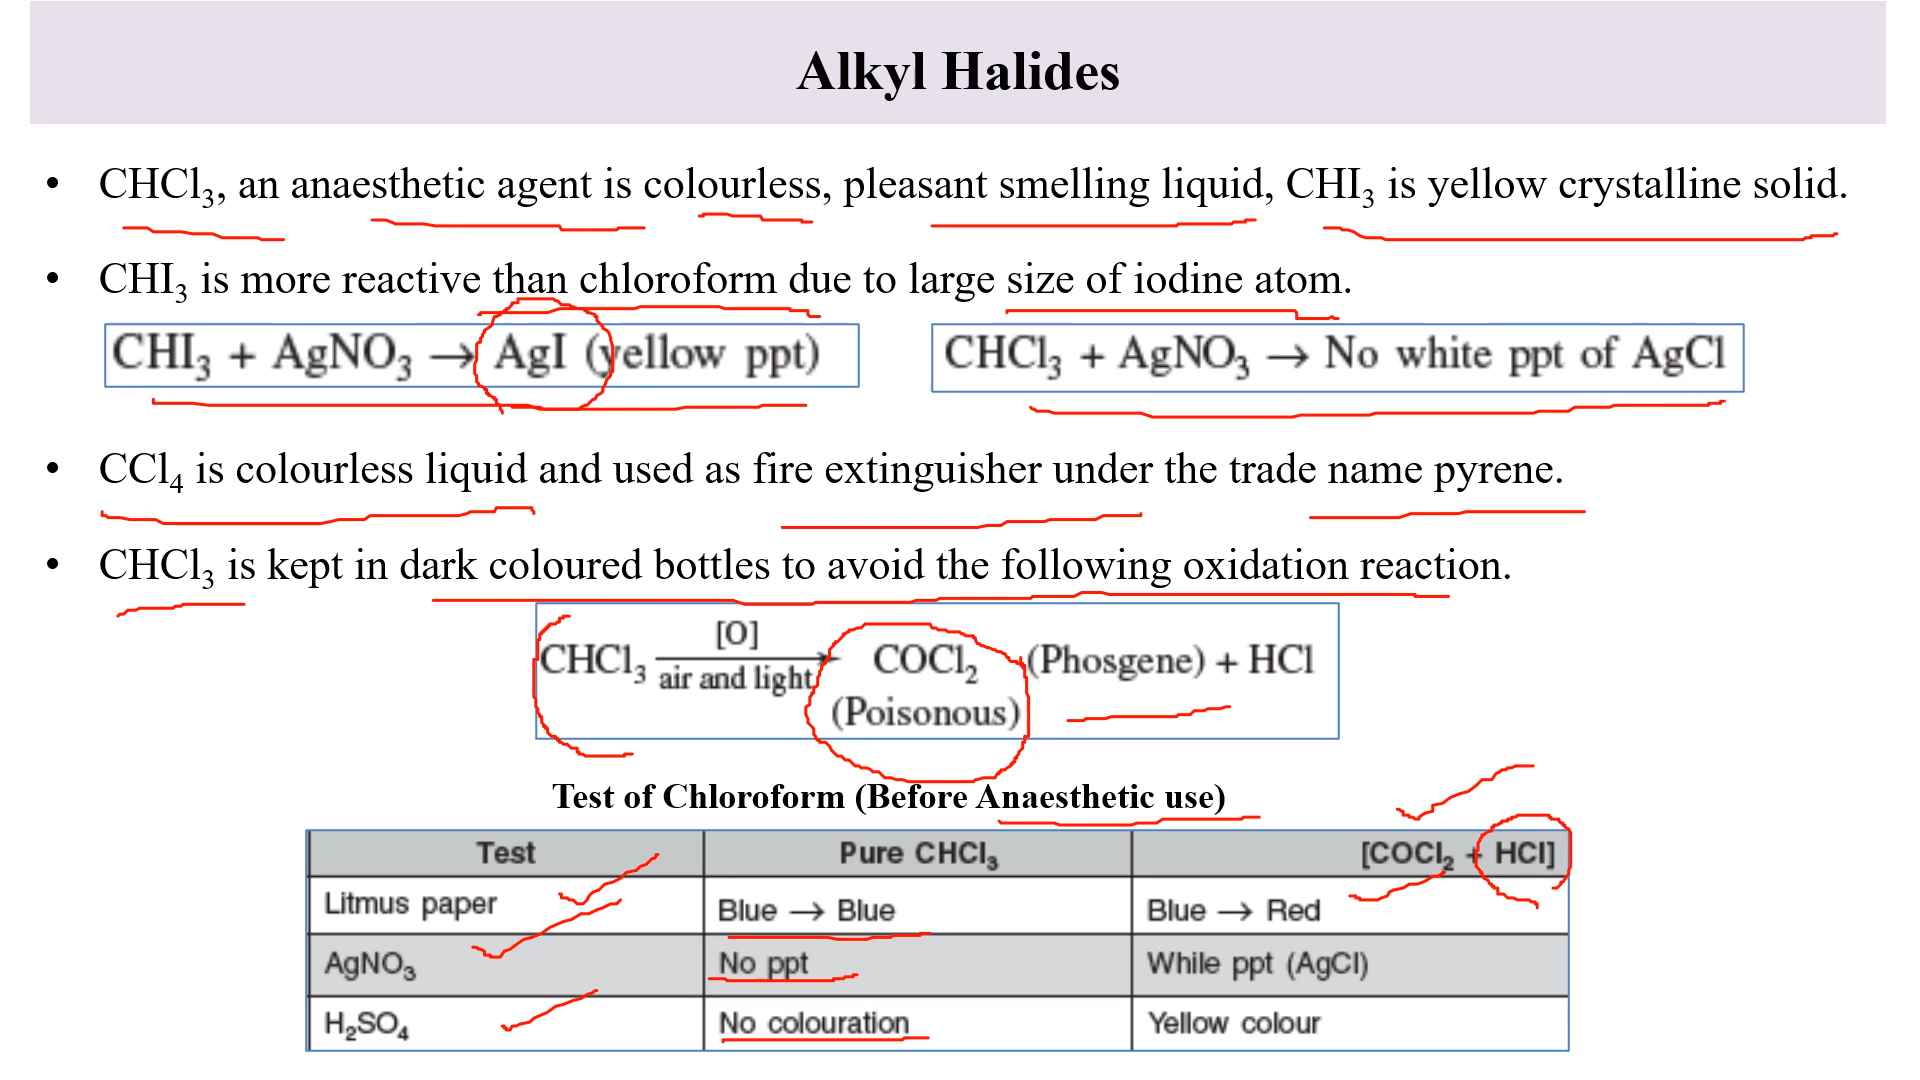 Alkyl Halides
• CHCl₃, an anaesthetic agent is colourless, pleasant smelling liquid, CHI₃ is yellow crystalline solid.
• CHI₃ is more reactive than chloroform due to large size of iodine atom.
CHI₃ + AgNO₃ → AgI (yellow ppt)
CHCl₃ + AgNO₃ → No white ppt of AgCl
• CCl₄ is colourless liquid and used as fire extinguisher under the trade name pyrene.
• CHCl₃ is kept in dark coloured bottles to avoid the following oxidation reaction.
[O]
CHCl₃ → COCl₂ (Phosgene) + HCl
air and light
(Poisonous)
Test of Chloroform (Before Anaesthetic use)
Test Pure CHCl₃ [COCl₂ + HCl]
Litmus paper Blue → Blue Blue → Red
AgNO₃ No ppt While ppt (AgCl)
H₂SO₄ No colouration Yellow colour